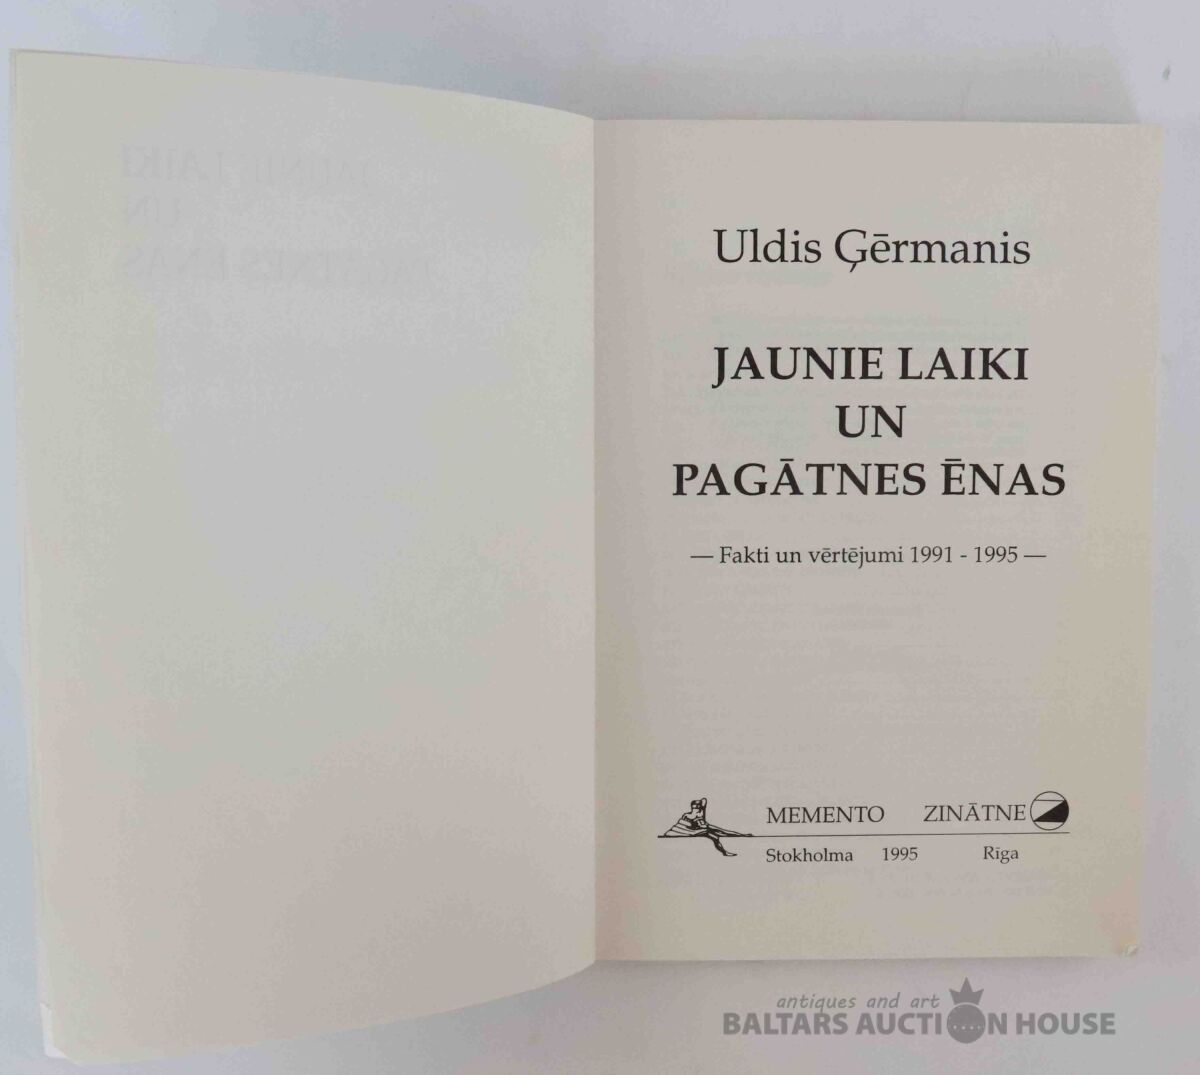 Uldis Ģērmanis
JAUNIE LAIKI
UN
PAGĀTNES ĒNAS
— Fakti un vērtējumi 1991 - 1995 —
MEMENTO ZINĀTNE
Stokholma 1995 Rīga
antiques and art
BALTARS AUCTION HOUSE